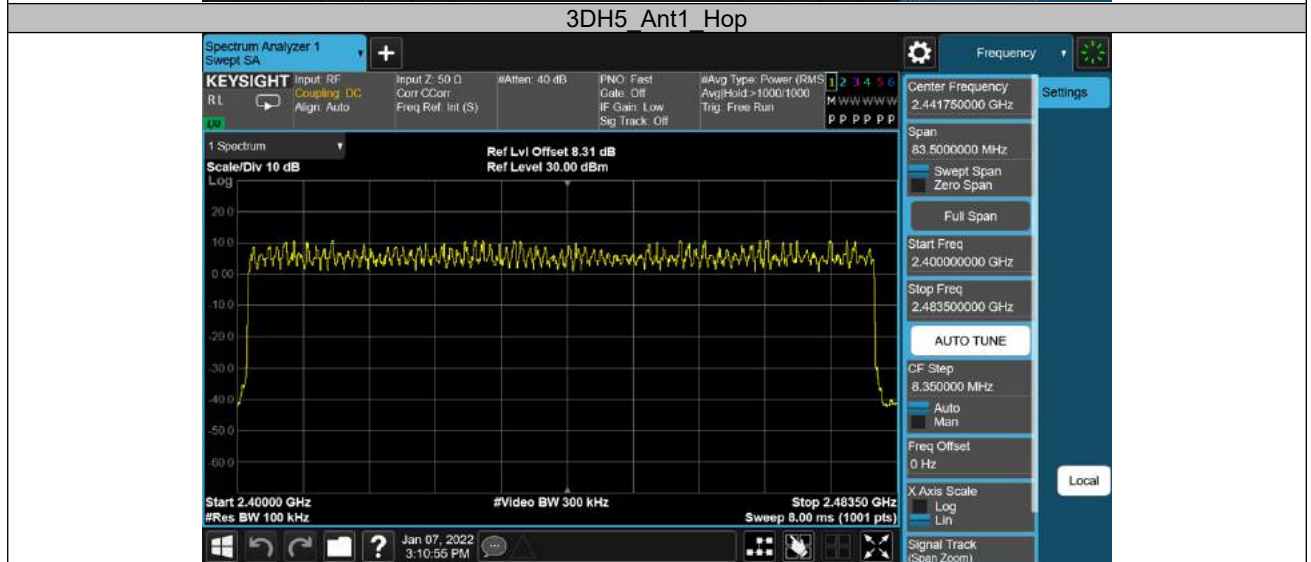 3DH5_Ant1_Hop
Spectrum Analyzer 1
Swept SA
+
Frequency
KEYSIGHT
RL
Input: RF
Coupling: DC
Align: Auto
Input Z: 50 Ω
Corr CCorr
Freq Ref: Int (S)
#Atten: 40 dB
PNO: Fast
Gate: Off
IF Gain: Low
Sig Track: Off
#Avg Type: Power (RMS
Avg|Hold:>1000/1000
Trig: Free Run
1 2 3 4 5 6
M W W W W W
P P P P P P
Center Frequency
2.441750000 GHz
Settings
Span
83.5000000 MHz
Swept Span
Zero Span
Full Span
Start Freq
2.400000000 GHz
Stop Freq
2.483500000 GHz
AUTO TUNE
CF Step
8.350000 MHz
Auto
Man
Freq Offset
0 Hz
X Axis Scale
Log
Lin
Local
Signal Track
(Span Zoom)
1 Spectrum
Scale/Div 10 dB
Ref Lvl Offset 8.31 dB
Ref Level 30.00 dBm
Log
20.0
10.0
0.00
-10.0
-20.0
-30.0
-40.0
-50.0
-60.0
Start 2.40000 GHz
#Video BW 300 kHz
Stop 2.48350 GHz
#Res BW 100 kHz
Sweep 8.00 ms (1001 pts)
?
Jan 07, 2022
3:10:55 PM